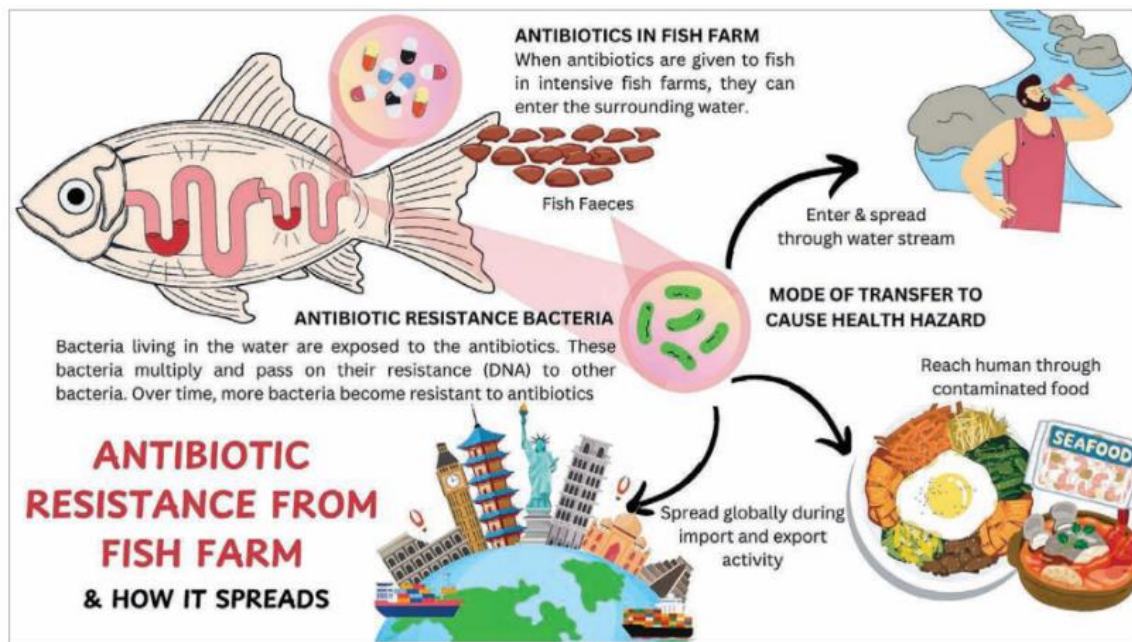 ANTIBIOTICS IN FISH FARM
When antibiotics are given to fish
in intensive fish farms, they can
enter the surrounding water.
Fish Faeces
Enter & spread
through water stream
ANTIBIOTIC RESISTANCE BACTERIA
Bacteria living in the water are exposed to the antibiotics. These
bacteria multiply and pass on their resistance (DNA) to other
bacteria. Over time, more bacteria become resistant to antibiotics
MODE OF TRANSFER TO
CAUSE HEALTH HAZARD
Reach human through
contaminated food
SEAFOOD
ANTIBIOTIC
RESISTANCE FROM
FISH FARM
& HOW IT SPREADS
Spread globally during
import and export
activity